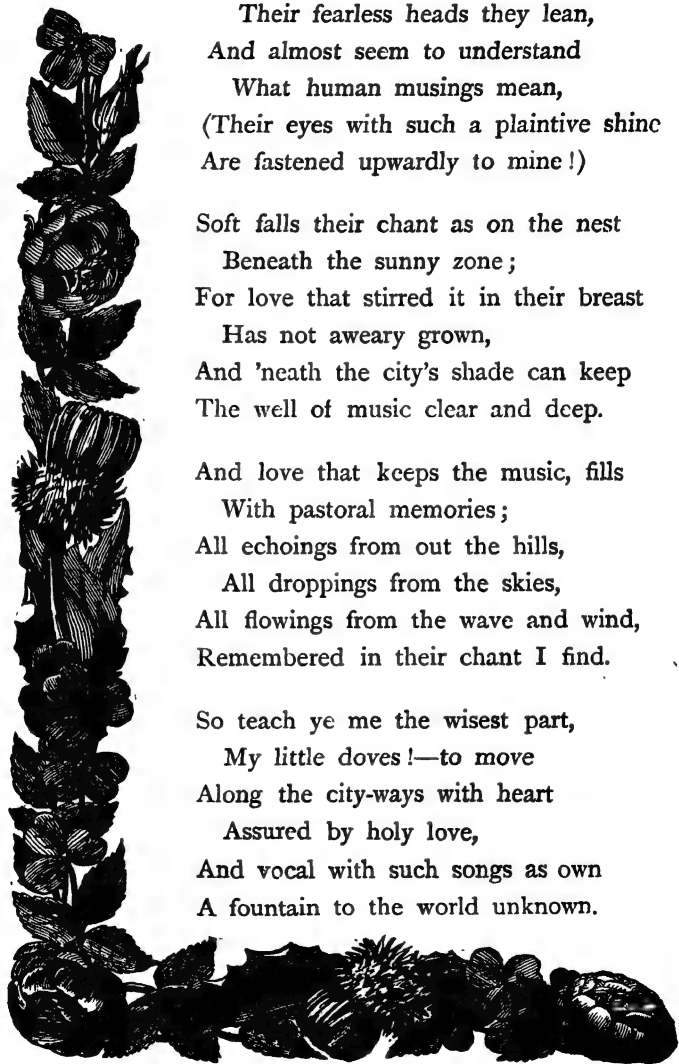 Their fearless heads they lean,
And almost seem to understand
What human musings mean,
(Their eyes with such a plaintive shine
Are fastened upwardly to mine!)
Soft falls their chant as on the nest
Beneath the sunny zone;
For love that stirred it in their breast
Has not aweary grown,
And 'neath the city's shade can keep
The well of music clear and deep.
And love that keeps the music, fills
With pastoral memories;
All echoings from out the hills,
All droppings from the skies,
All flowings from the wave and wind,
Remembered in their chant I find.
So teach ye me the wisest part,
My little doves!—to move
Along the city-ways with heart
Assured by holy love,
And vocal with such songs as own
A fountain to the world unknown.